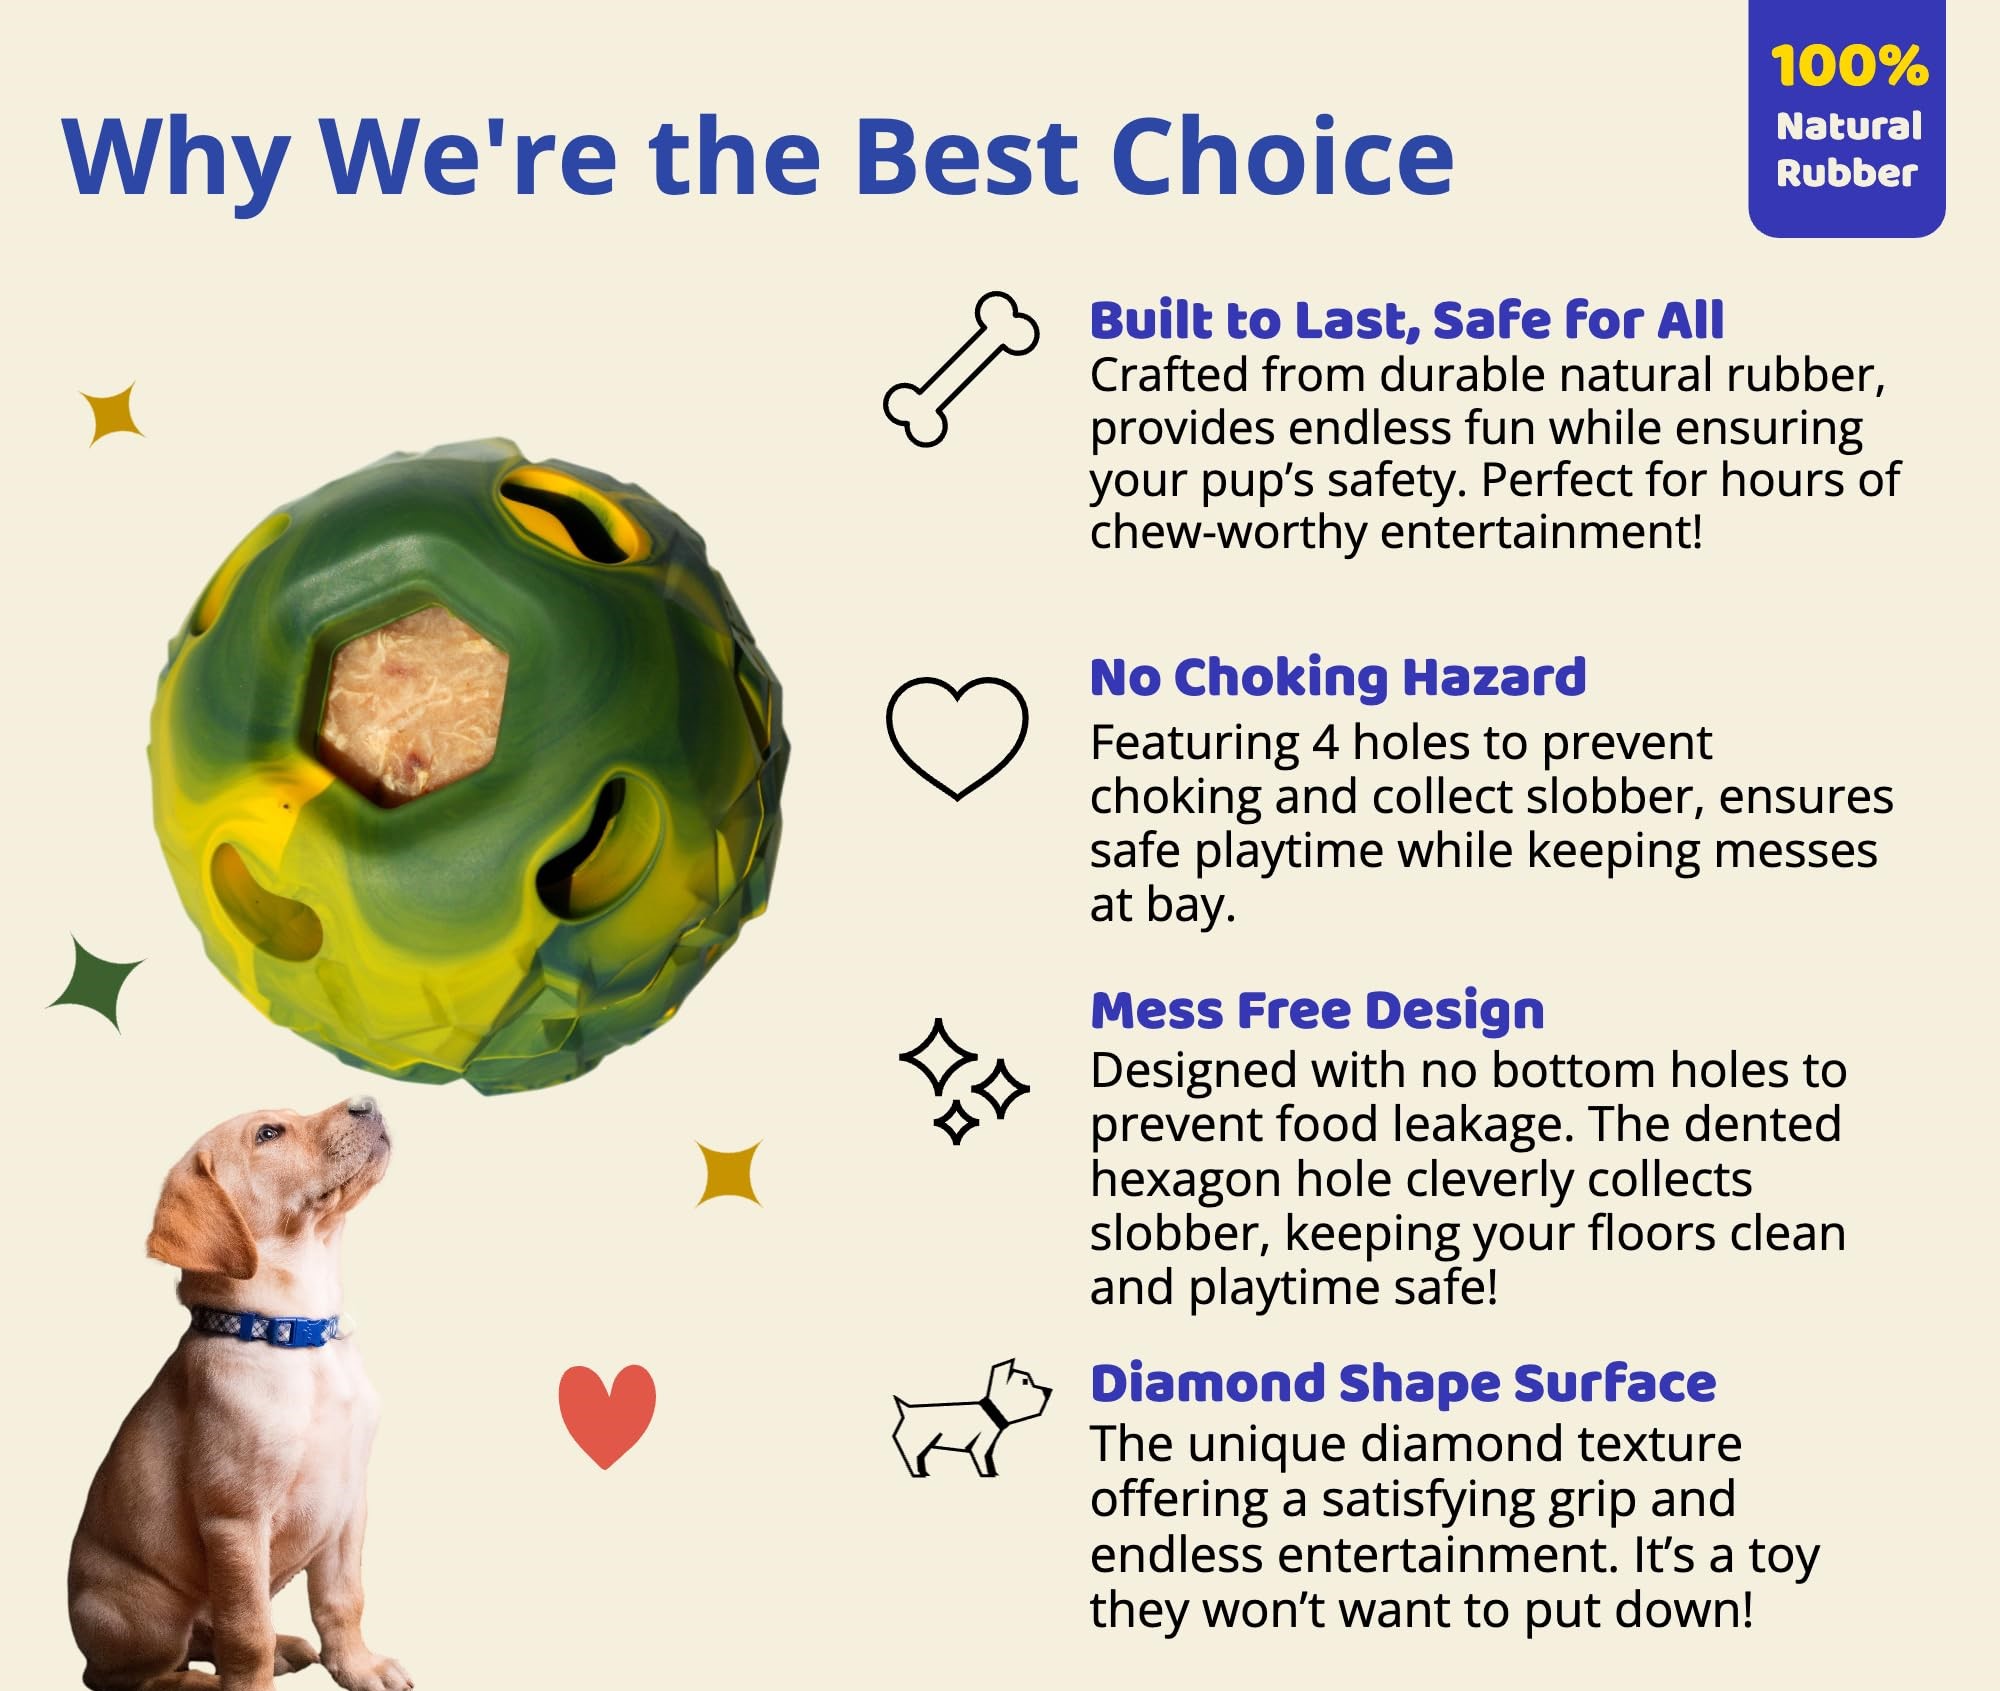 Why We're the Best Choice
100%
Natural
Rubber
Built to Last, Safe for All
Crafted from durable natural rubber,
provides endless fun while ensuring
your pup’s safety. Perfect for hours of
chew-worthy entertainment!
No Choking Hazard
Featuring 4 holes to prevent
choking and collect slobber, ensures
safe playtime while keeping messes
at bay.
Mess Free Design
Designed with no bottom holes to
prevent food leakage. The dented
hexagon hole cleverly collects
slobber, keeping your floors clean
and playtime safe!
Diamond Shape Surface
The unique diamond texture
offering a satisfying grip and
endless entertainment. It’s a toy
they won’t want to put down!